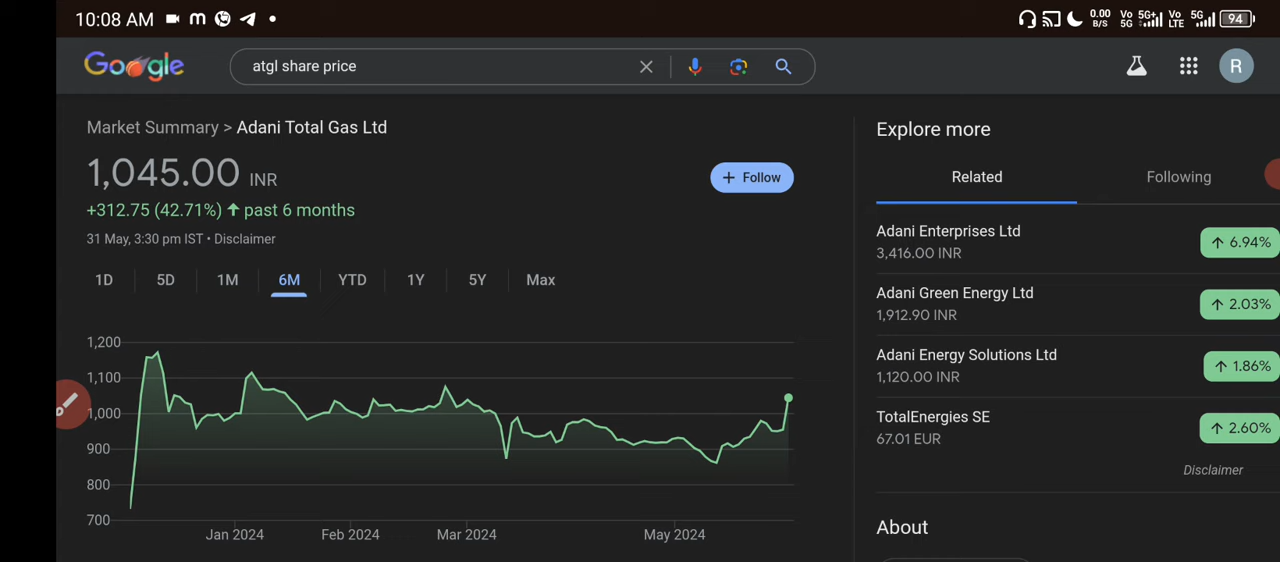 10:08 AM
0.00 B/S Vo 5G 5G+ Vo LTE 5G 94
Google
atgl share price
R
Market Summary > Adani Total Gas Ltd
1,045.00 INR
+ Follow
+312.75 (42.71%) ↑ past 6 months
31 May, 3:30 pm IST • Disclaimer
1D 5D 1M 6M YTD 1Y 5Y Max
1,200
1,100
1,000
900
800
700
Jan 2024 Feb 2024 Mar 2024 May 2024
Explore more
Related Following
Adani Enterprises Ltd
3,416.00 INR
↑ 6.94%
Adani Green Energy Ltd
1,912.90 INR
↑ 2.03%
Adani Energy Solutions Ltd
1,120.00 INR
↑ 1.86%
TotalEnergies SE
67.01 EUR
↑ 2.60%
Disclaimer
About